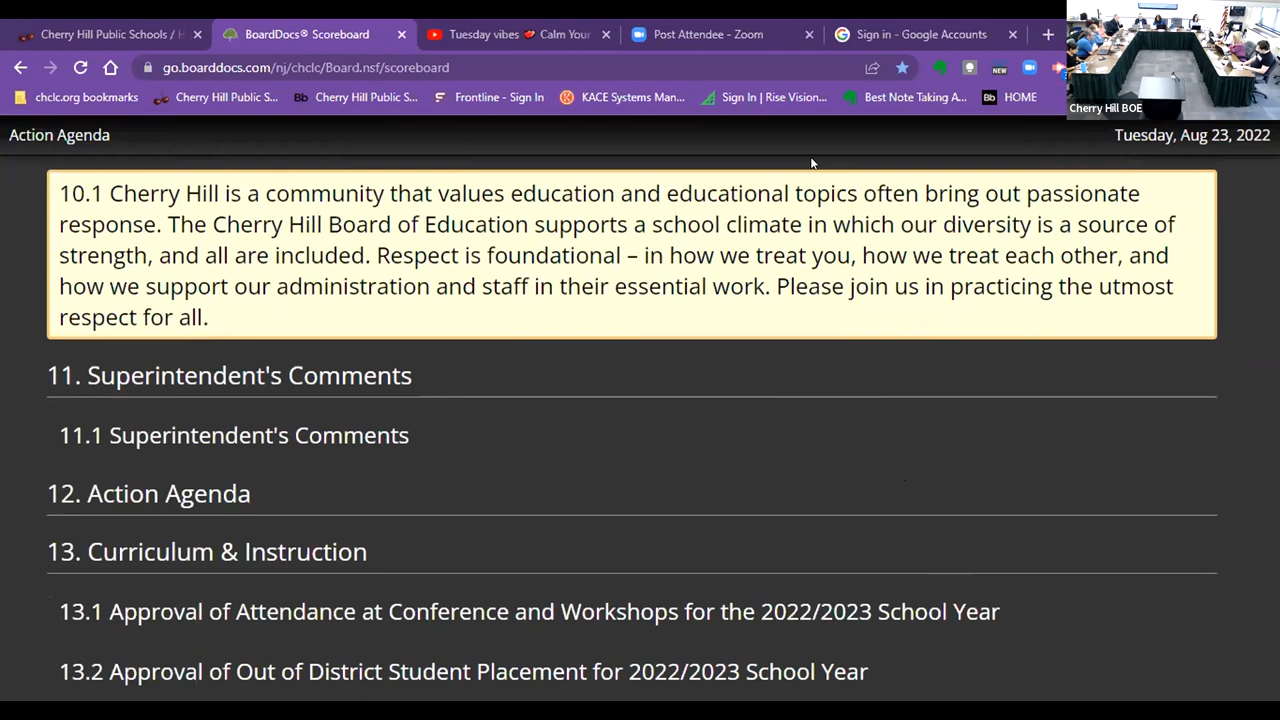 Cherry Hill Public Schools / H
BoardDocs® Scoreboard
Tuesday vibes Calm Your
Post Attendee - Zoom
Sign in - Google Accounts
go.boarddocs.com/nj/chclc/Board.nsf/scoreboard
NEW
chclc.org bookmarks
Cherry Hill Public S...
Bb Cherry Hill Public S...
Frontline - Sign In
KACE Systems Man...
Sign In | Rise Vision...
Best Note Taking A...
Bb HOME
Cherry Hill BOE
Action Agenda
Tuesday, Aug 23, 2022
10.1 Cherry Hill is a community that values education and educational topics often bring out passionate
response. The Cherry Hill Board of Education supports a school climate in which our diversity is a source of
strength, and all are included. Respect is foundational – in how we treat you, how we treat each other, and
how we support our administration and staff in their essential work. Please join us in practicing the utmost
respect for all.
11. Superintendent's Comments
11.1 Superintendent's Comments
12. Action Agenda
13. Curriculum & Instruction
13.1 Approval of Attendance at Conference and Workshops for the 2022/2023 School Year
13.2 Approval of Out of District Student Placement for 2022/2023 School Year